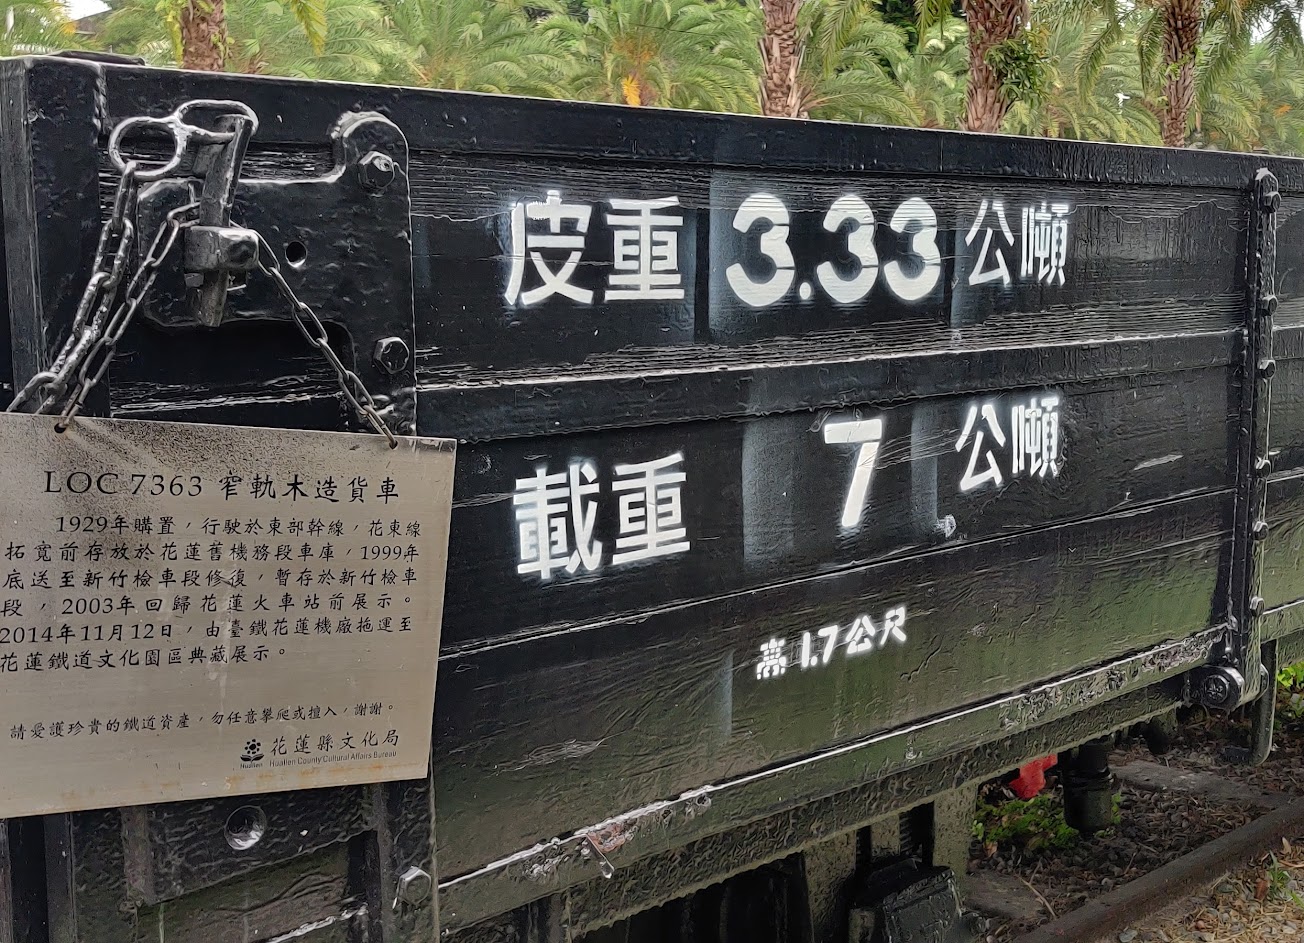 皮重 3.33 公噸
載重 7 公噸
高 1.7 公尺
LOC 7363 窄軌木造貨車
1929年購置，行駛於東部幹線，花東線
拓寬前存放於花蓮舊機務段車庫，1999年
底送至新竹檢車段修復，暫存於新竹檢車
段，2003年回歸花蓮火車站前展示。
2014年11月12日，由臺鐵花蓮機廠拖運至
花蓮鐵道文化園區典藏展示。
請愛護珍貴的鐵道資產，勿任意攀爬或擅入，謝謝。
Hualien
花蓮縣文化局
Hualien County Cultural Affairs Bureau